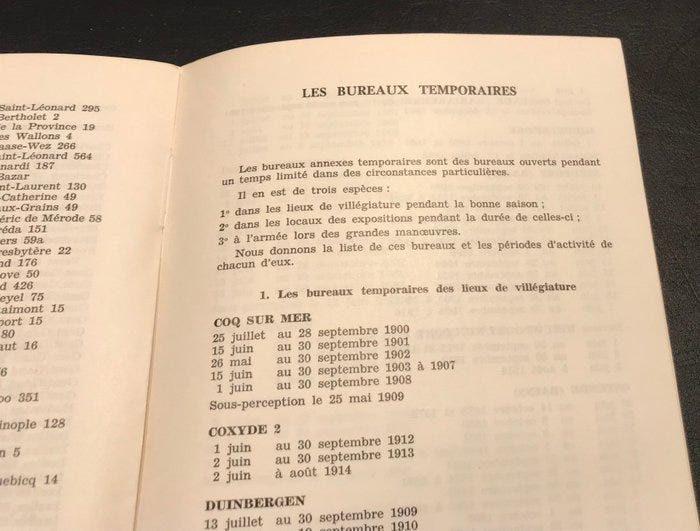 Saint-Léonard 295
Bertholet 2
de la Province 19
es Wallons 4
aase-Wez 266
aint-Léonard 564
nardi 187
Bazar
nt-Laurent 130
-Catherine 49
aux-Grains 49
éric de Mérode 58
réda 151
ers 59a
resbytère 22
nd 176
ove 50
d 426
eyel 75
aimont 15
port 15
80
aut 16
6
oo 351
inople 128
n 5
uebicq 14
LES BUREAUX TEMPORAIRES
Les bureaux annexes temporaires sont des bureaux ouverts pendant
un temps limité dans des circonstances particulières.
Il en est de trois espèces :
1° dans les lieux de villégiature pendant la bonne saison ;
2° dans les locaux des expositions pendant la durée de celles-ci ;
3° à l'armée lors des grandes manœuvres.
Nous donnons la liste de ces bureaux et les périodes d'activité de
chacun d'eux.
1. Les bureaux temporaires des lieux de villégiature
COQ SUR MER
25 juillet au 28 septembre 1900
15 juin au 30 septembre 1901
26 mai au 30 septembre 1902
15 juin au 30 septembre 1903 à 1907
1 juin au 30 septembre 1908
Sous-perception le 25 mai 1909
COXYDE 2
1 juin au 30 septembre 1912
2 juin au 30 septembre 1913
2 juin à août 1914
DUINBERGEN
13 juillet au 30 septembre 1909
septembre 1910